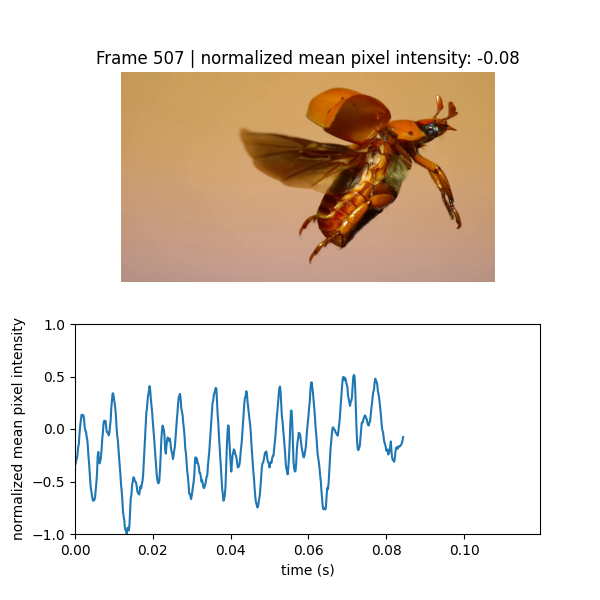 Frame 507 | normalized mean pixel intensity: -0.08
normalized mean pixel intensity
1.0
0.5
0.0
−0.5
−1.0
0.00 0.02 0.04 0.06 0.08 0.10
time (s)